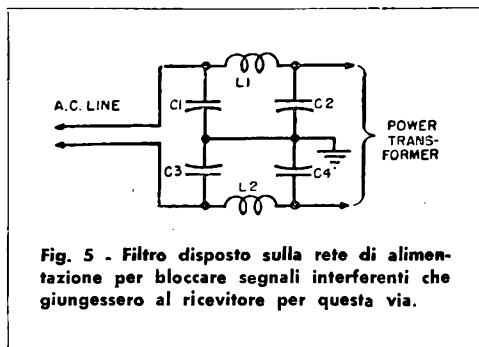 L1
A.C. LINE
C1
C2
POWER
TRANS-
FORMER
C3
C4
L2
Fig. 5 - Filtro disposto sulla rete di alimen-
tazione per bloccare segnali interferenti che
giungessero al ricevitore per questa via.